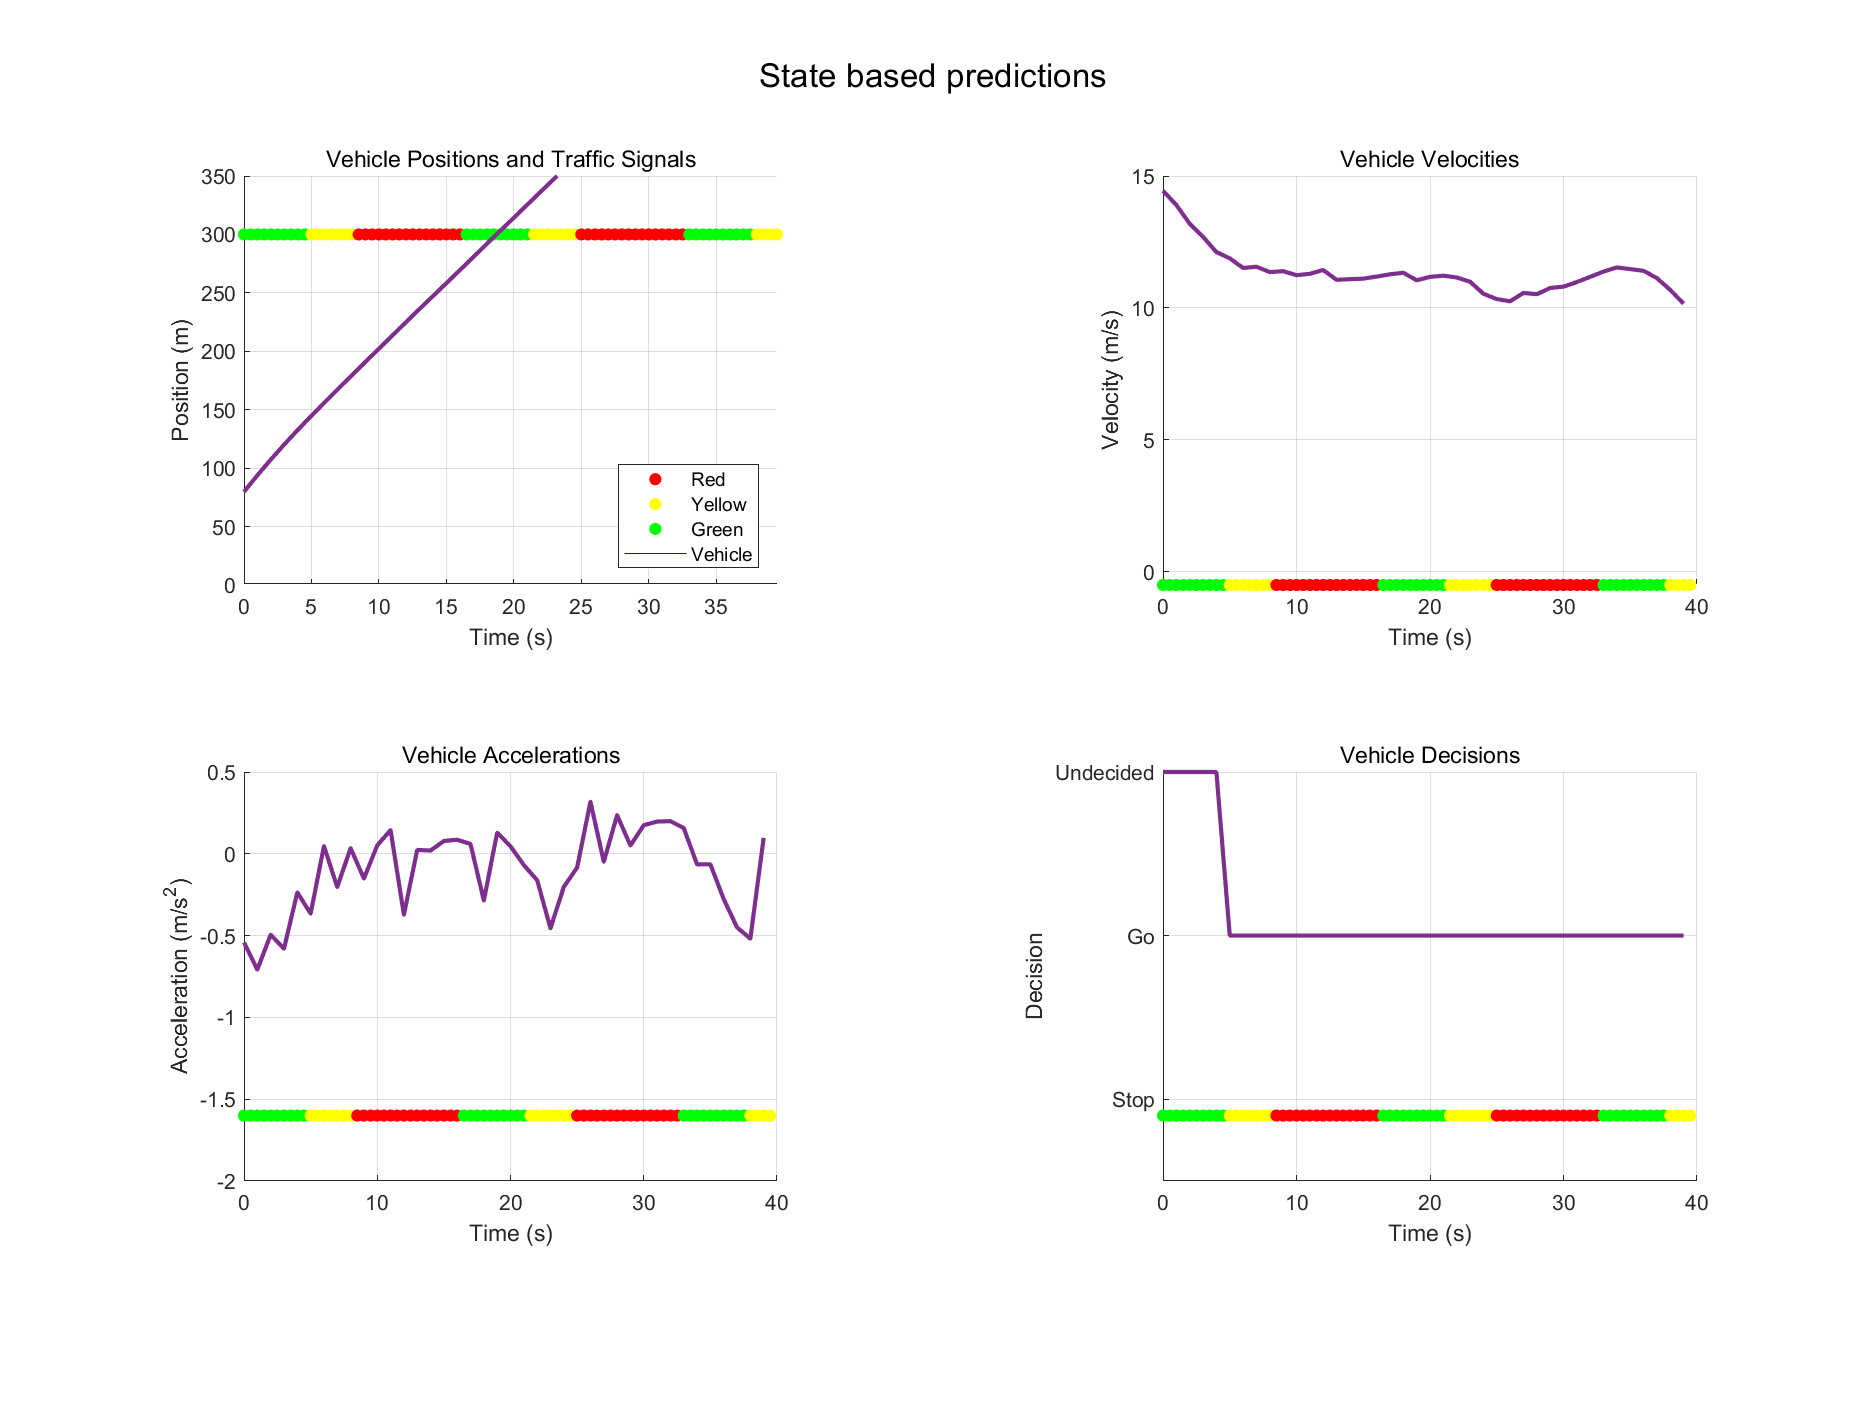 State based predictions
Vehicle Positions and Traffic Signals
350
300
250
200
150
100
50
0
Position (m)
0 5 10 15 20 25 30 35
Time (s)
Red
Yellow
Green
Vehicle
Vehicle Velocities
15
10
5
0
Velocity (m/s)
0 10 20 30 40
Time (s)
Vehicle Accelerations
0.5
0
-0.5
-1
-1.5
-2
Acceleration (m/s²)
0 10 20 30 40
Time (s)
Vehicle Decisions
Undecided
Go
Stop
Decision
0 10 20 30 40
Time (s)